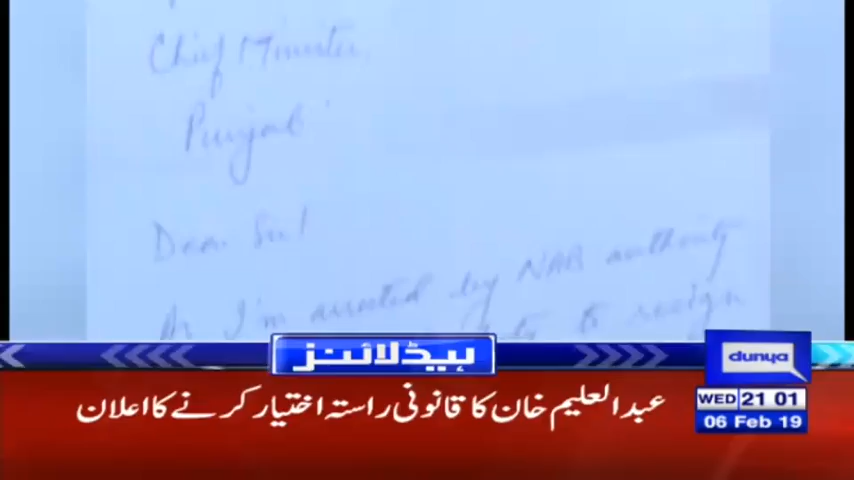 Chief Minister,
Punjab
Dear Sir!
As I'm arrested by NAB authority
to resign
ہیڈلائنز
dunya
عبدالعلیم خان کا قانونی راستہ اختیار کرنے کا اعلان
WED 21 01
06 Feb 19